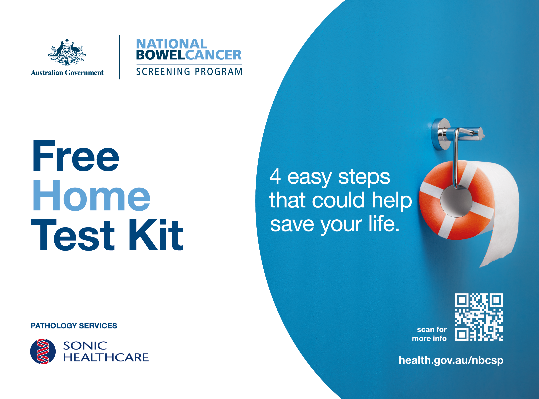 Australian Government
NATIONAL
BOWELCANCER
SCREENING PROGRAM
Free
Home
Test Kit
4 easy steps
that could help
save your life.
PATHOLOGY SERVICES
SONIC
HEALTHCARE
scan for
more info
health.gov.au/nbcsp